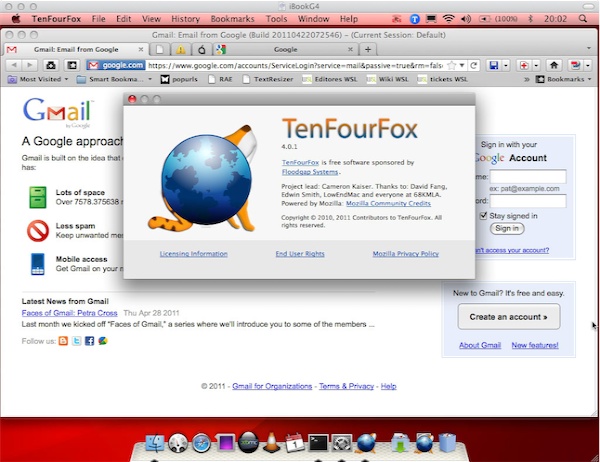 iBookG4
TenFourFox File Edit View History Bookmarks Tools Window Help (100%) 20:02
Gmail: Email from Google (Build 20110422072546) – (Current Session: Default)
Gmail: Email from Google Google
google.com https://www.google.com/accounts/ServiceLogin?service=mail&passive=true&rm=fals
Most Visited Smart Bookmark... popurls RAE TextResizer Editores WSL Wiki WSL tickets WSL Bookmarks
Gmail
by Google
A Google approach
Gmail is built on the idea that
has:
Lots of space
Over 7578.375638
Less spam
Keep unwanted me
Mobile access
Get Gmail on your
TenFourFox
4.0.1
TenFourFox is free software sponsored by
Floodgap Systems.
Project lead: Cameron Kaiser. Thanks to: David Fang,
Edwin Smith, LowEndMac and everyone at 68KMLA.
Powered by Mozilla: Mozilla Community Credits
Copyright © 2010, 2011 Contributors to TenFourFox. All
rights reserved.
Licensing Information End User Rights Mozilla Privacy Policy
Sign in with your
Google Account
me:
ex: pat@example.com
ord:
Stay signed in
Sign in
n't access your account?
Latest News from Gmail
Faces of Gmail: Petra Cross Thu Apr 28 2011
Last month we kicked off "Faces of Gmail," a series where we'll introduce you to some of the members ...
Follow us:
New to Gmail? It's free and easy.
Create an account »
About Gmail New features!
© 2011 - Gmail for Organizations - Terms & Privacy - Help